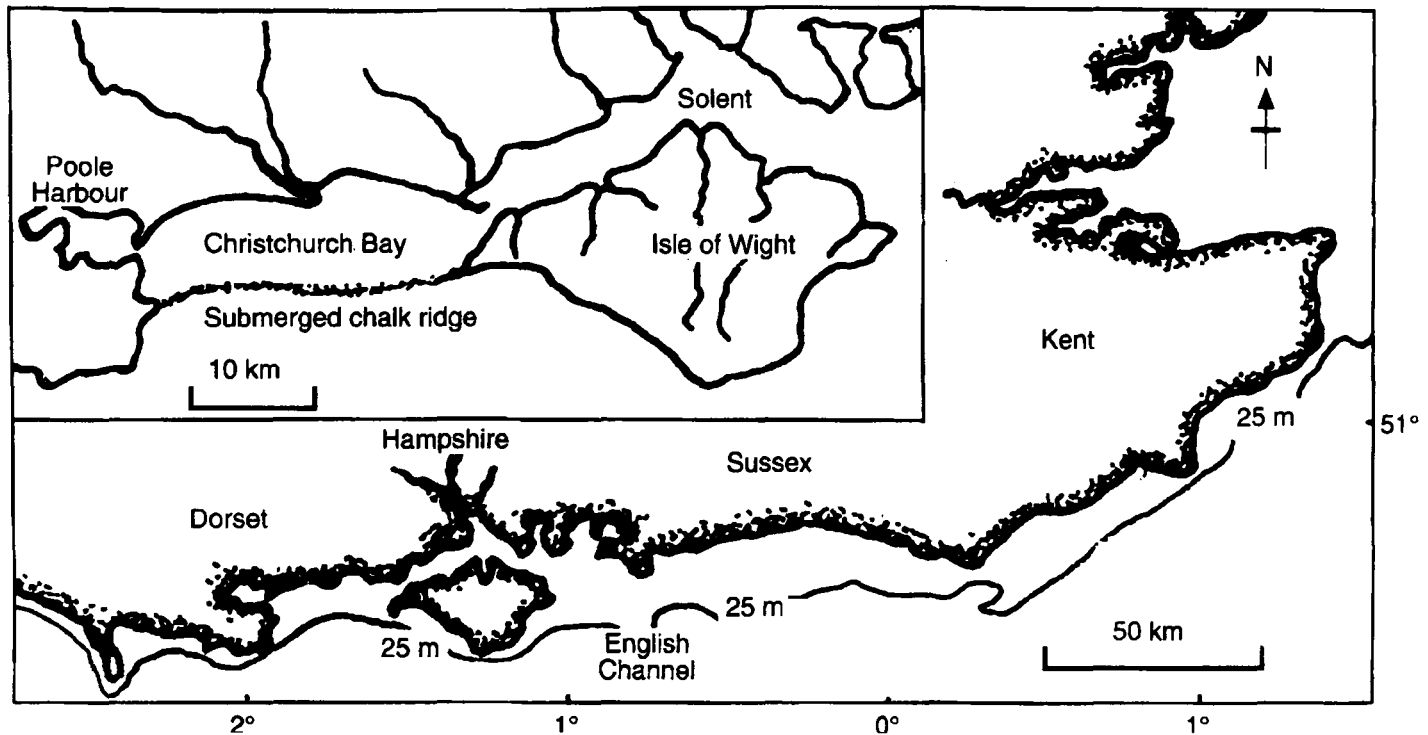 Solent
Poole
Harbour
Christchurch Bay
Isle of Wight
Submerged chalk ridge
10 km
N
Kent
25 m
51°
Hampshire
Sussex
Dorset
25 m
25 m
English
Channel
50 km
2°
1°
0°
1°